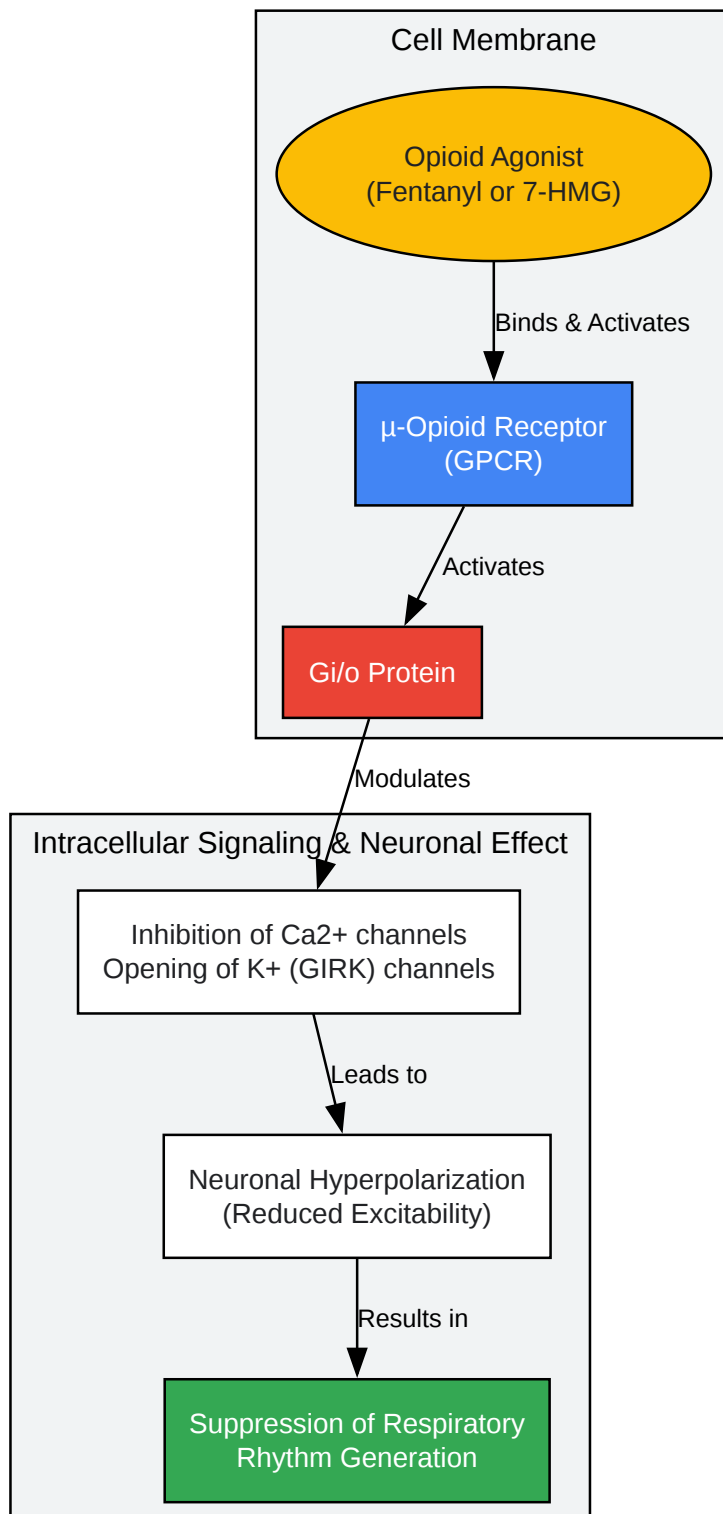 Cell Membrane
Opioid Agonist
(Fentanyl or 7-HMG)
Binds & Activates
µ-Opioid Receptor
(GPCR)
Activates
Gi/o Protein
Modulates
Intracellular Signaling & Neuronal Effect
Inhibition of Ca2+ channels
Opening of K+ (GIRK) channels
Leads to
Neuronal Hyperpolarization
(Reduced Excitability)
Results in
Suppression of Respiratory
Rhythm Generation